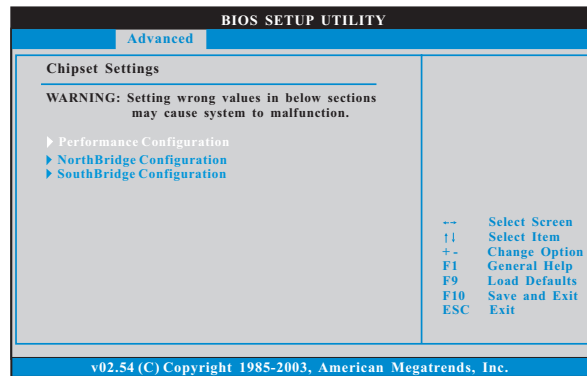 BIOS SETUP UTILITY
Advanced
Chipset Settings
WARNING: Setting wrong values in below sections
may cause system to malfunction.
Performance Configuration
NorthBridge Configuration
SouthBridge Configuration
←→ Select Screen
↑↓ Select Item
+ - Change Option
F1 General Help
F9 Load Defaults
F10 Save and Exit
ESC Exit
v02.54 (C) Copyright 1985-2003, American Megatrends, Inc.